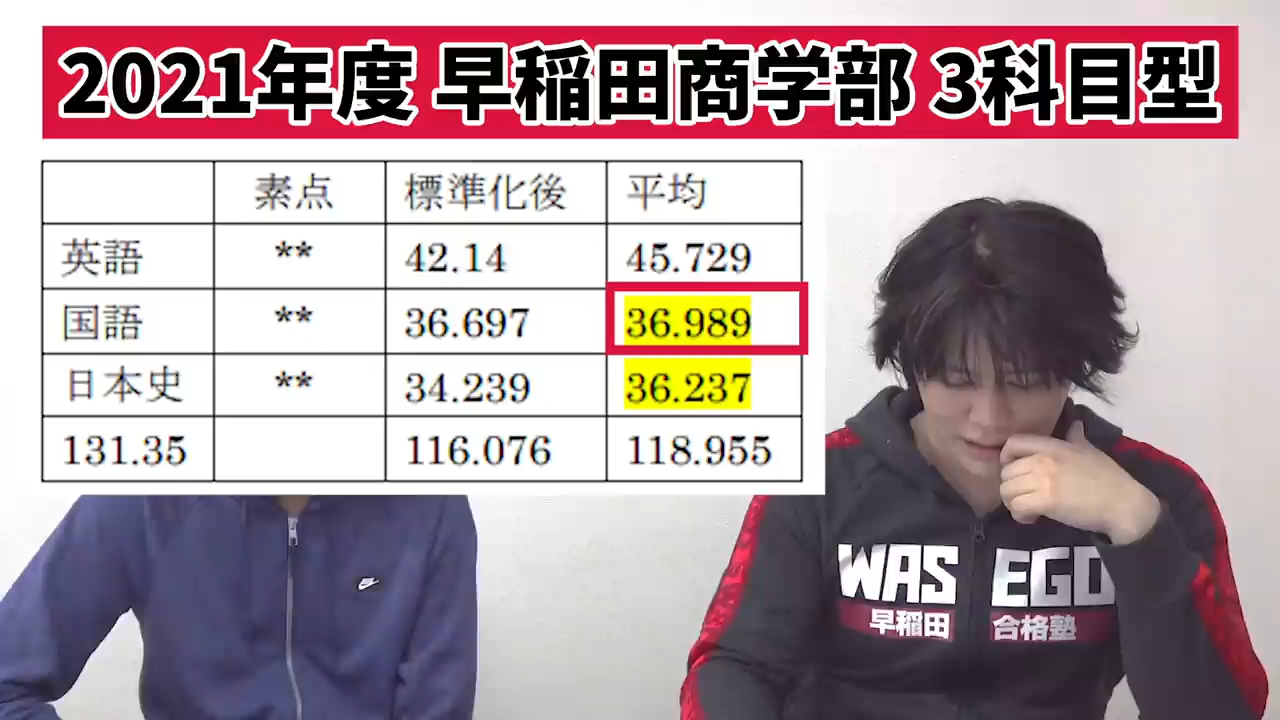 2021年度 早稲田商学部 3科目型
素点 標準化後 平均
英語 ** 42.14 45.729
国語 ** 36.697 36.989
日本史 ** 34.239 36.237
131.35 116.076 118.955
WAS EGO
早稲田 合格塾